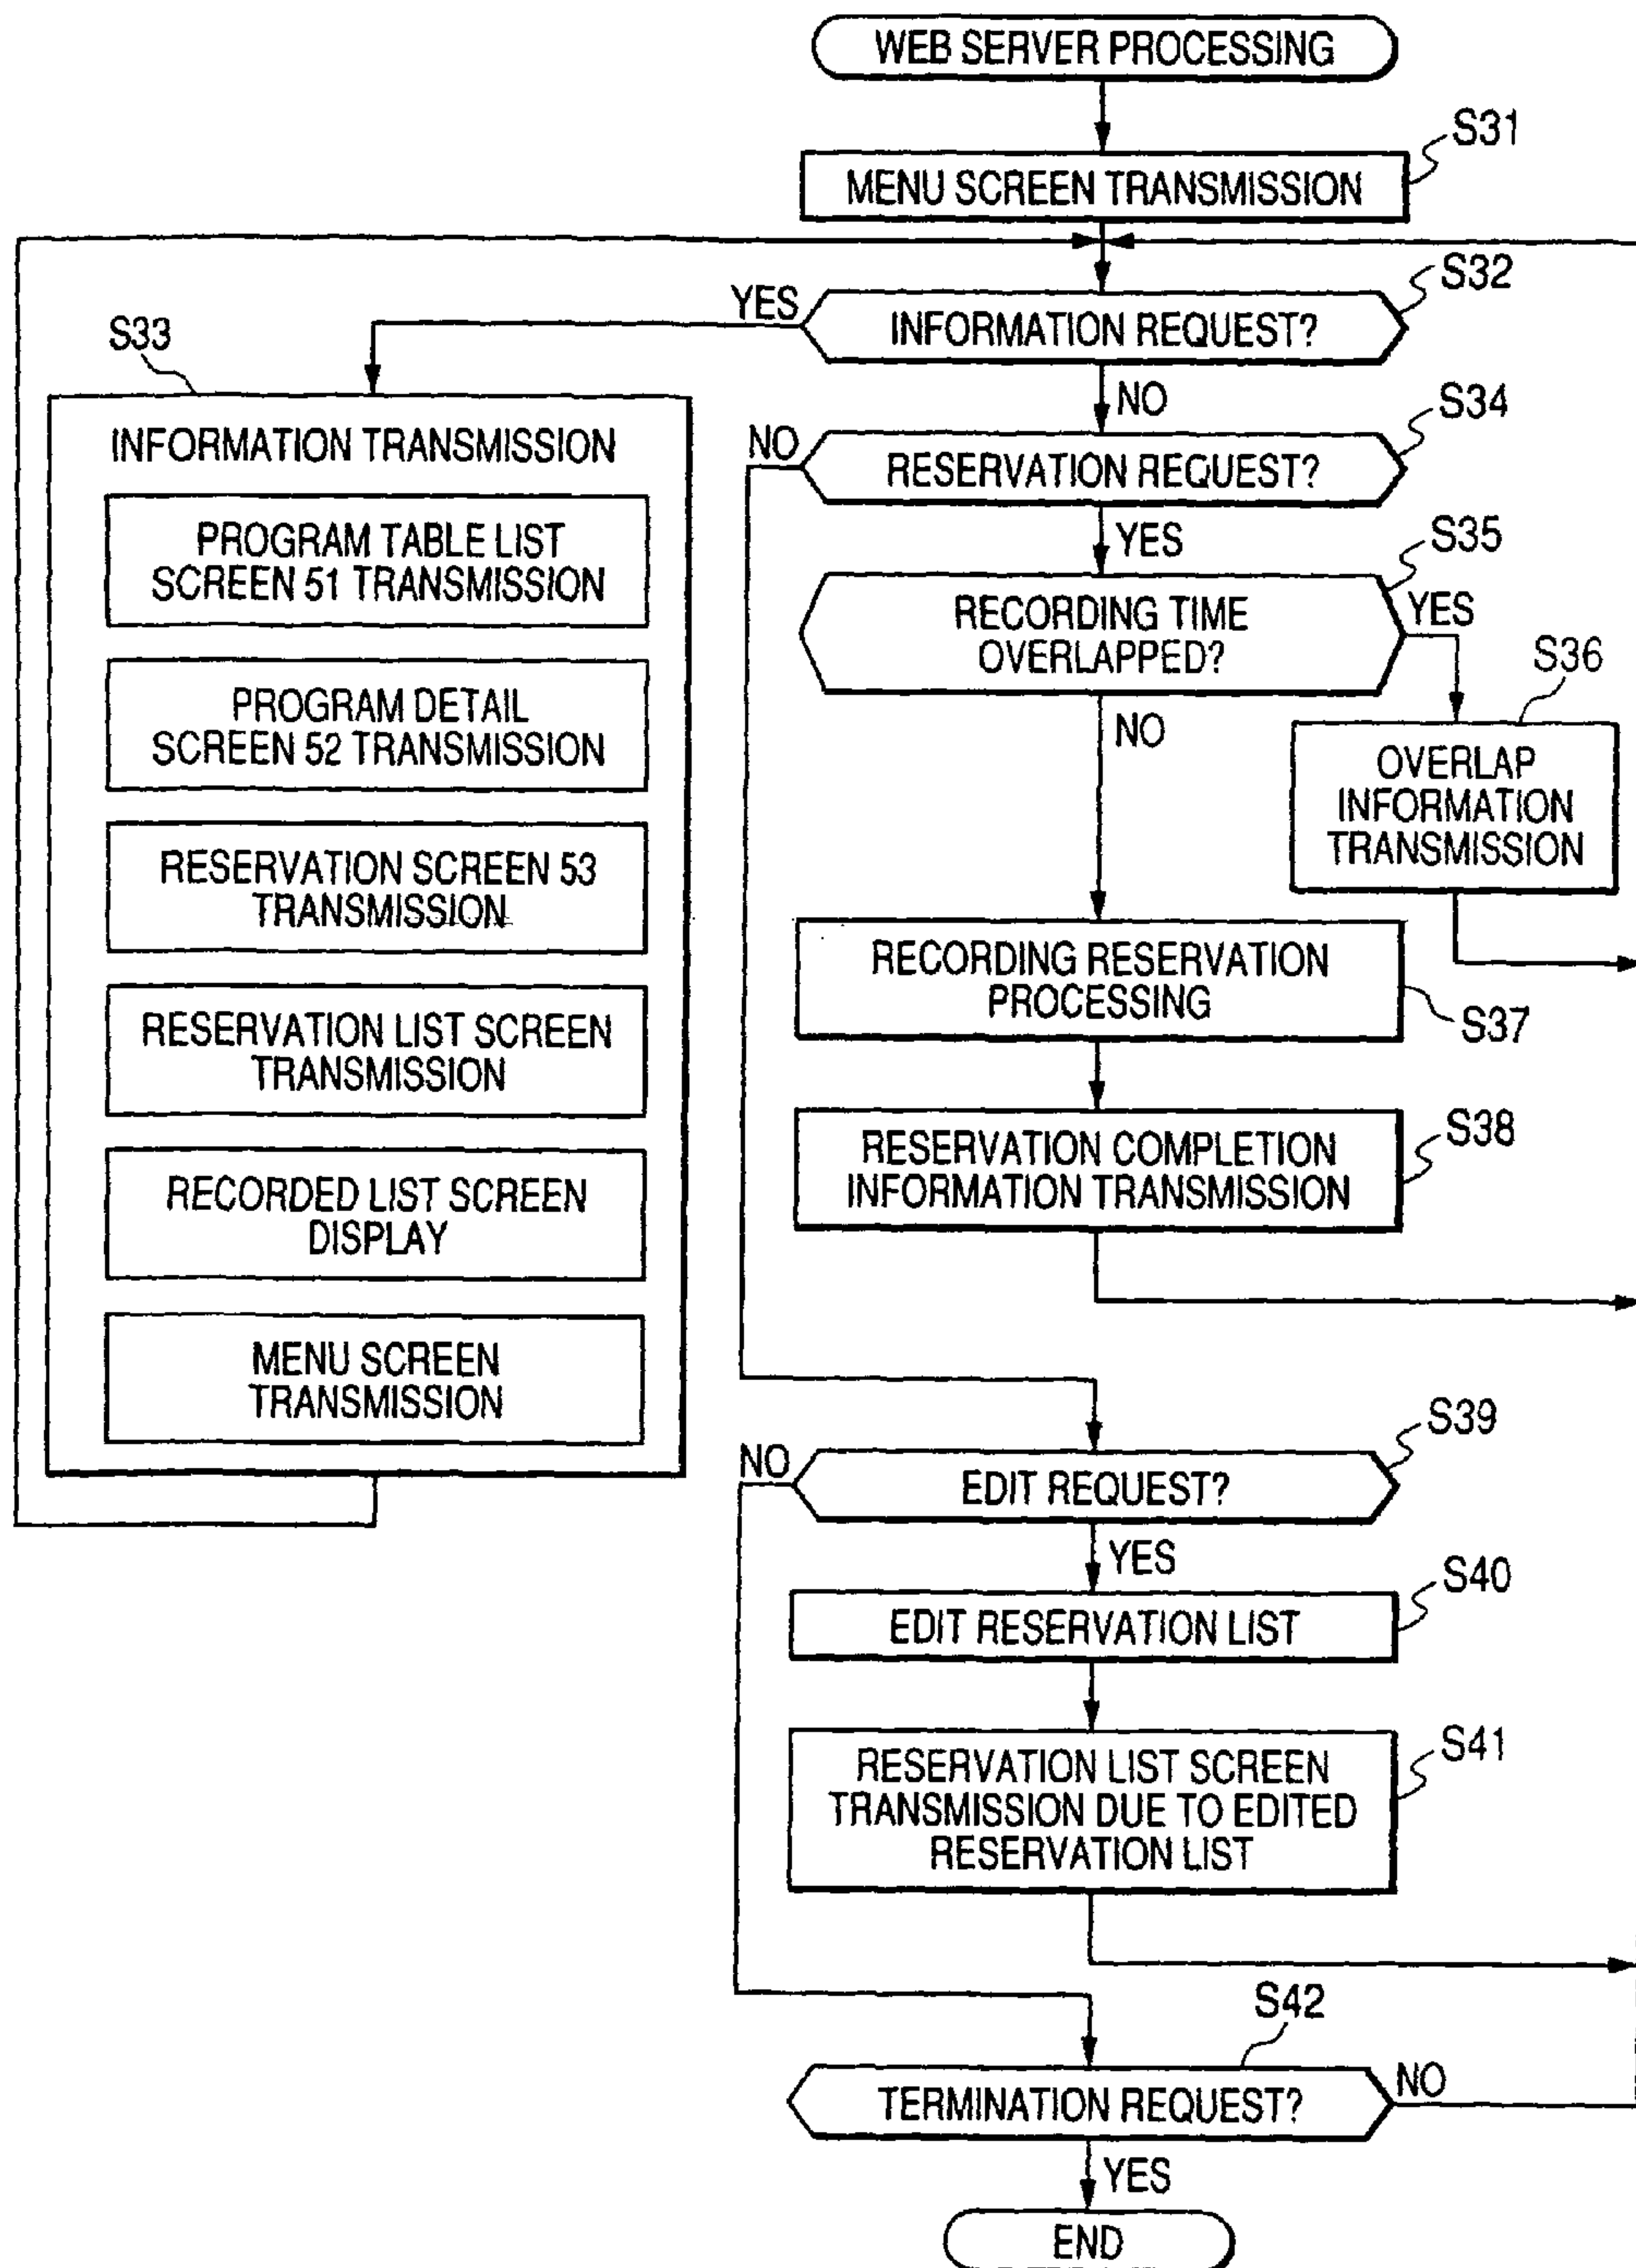 WEB SERVER PROCESSING
S31
MENU SCREEN TRANSMISSION
S32
YES
INFORMATION REQUEST?
S33
NO
S34
INFORMATION TRANSMISSION
NO
RESERVATION REQUEST?
PROGRAM TABLE LIST
SCREEN 51 TRANSMISSION
YES
S35
RECORDING TIME
OVERLAPPED?
YES
S36
PROGRAM DETAIL
SCREEN 52 TRANSMISSION
NO
OVERLAP
INFORMATION
TRANSMISSION
RESERVATION SCREEN 53
TRANSMISSION
RECORDING RESERVATION
PROCESSING
S37
RESERVATION LIST SCREEN
TRANSMISSION
RESERVATION COMPLETION
INFORMATION TRANSMISSION
S38
RECORDED LIST SCREEN
DISPLAY
MENU SCREEN
TRANSMISSION
S39
NO
EDIT REQUEST?
YES
S40
EDIT RESERVATION LIST
S41
RESERVATION LIST SCREEN
TRANSMISSION DUE TO EDITED
RESERVATION LIST
S42
TERMINATION REQUEST?
NO
YES
END